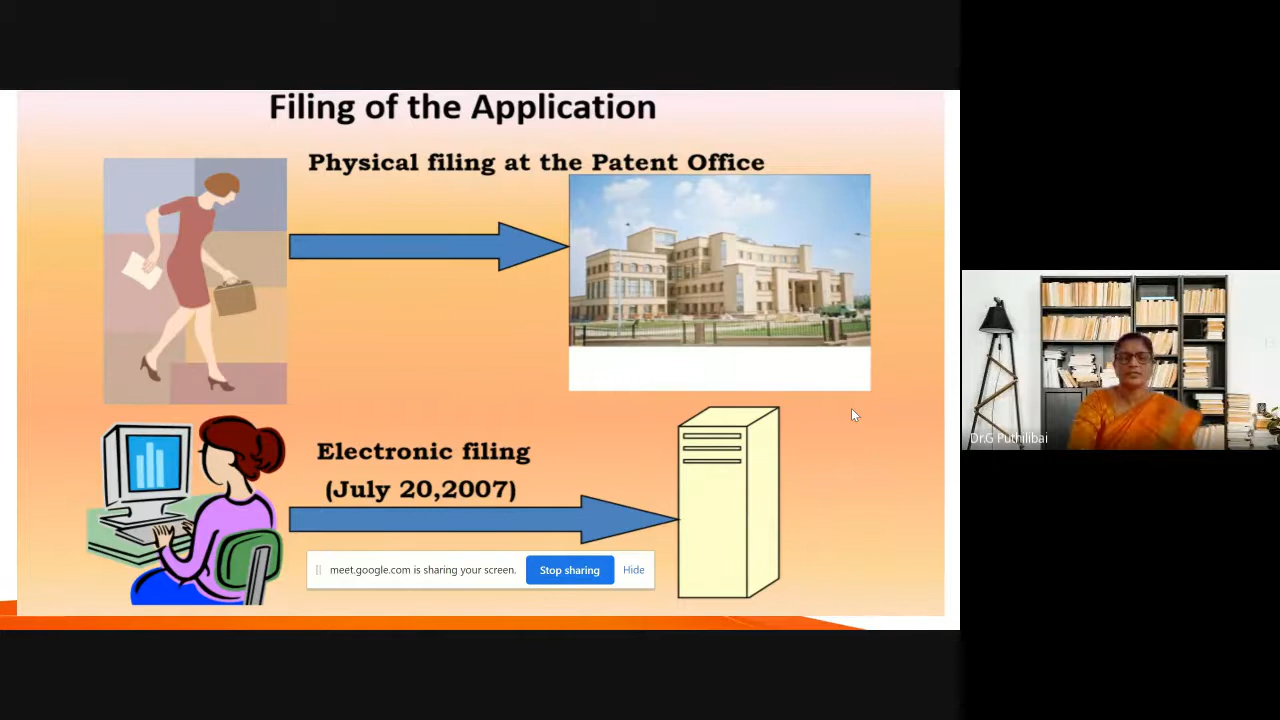 Filing of the Application
Physical filing at the Patent Office
Electronic filing
(July 20,2007)
meet.google.com is sharing your screen.
Stop sharing
Hide
Dr.G Puthilibai